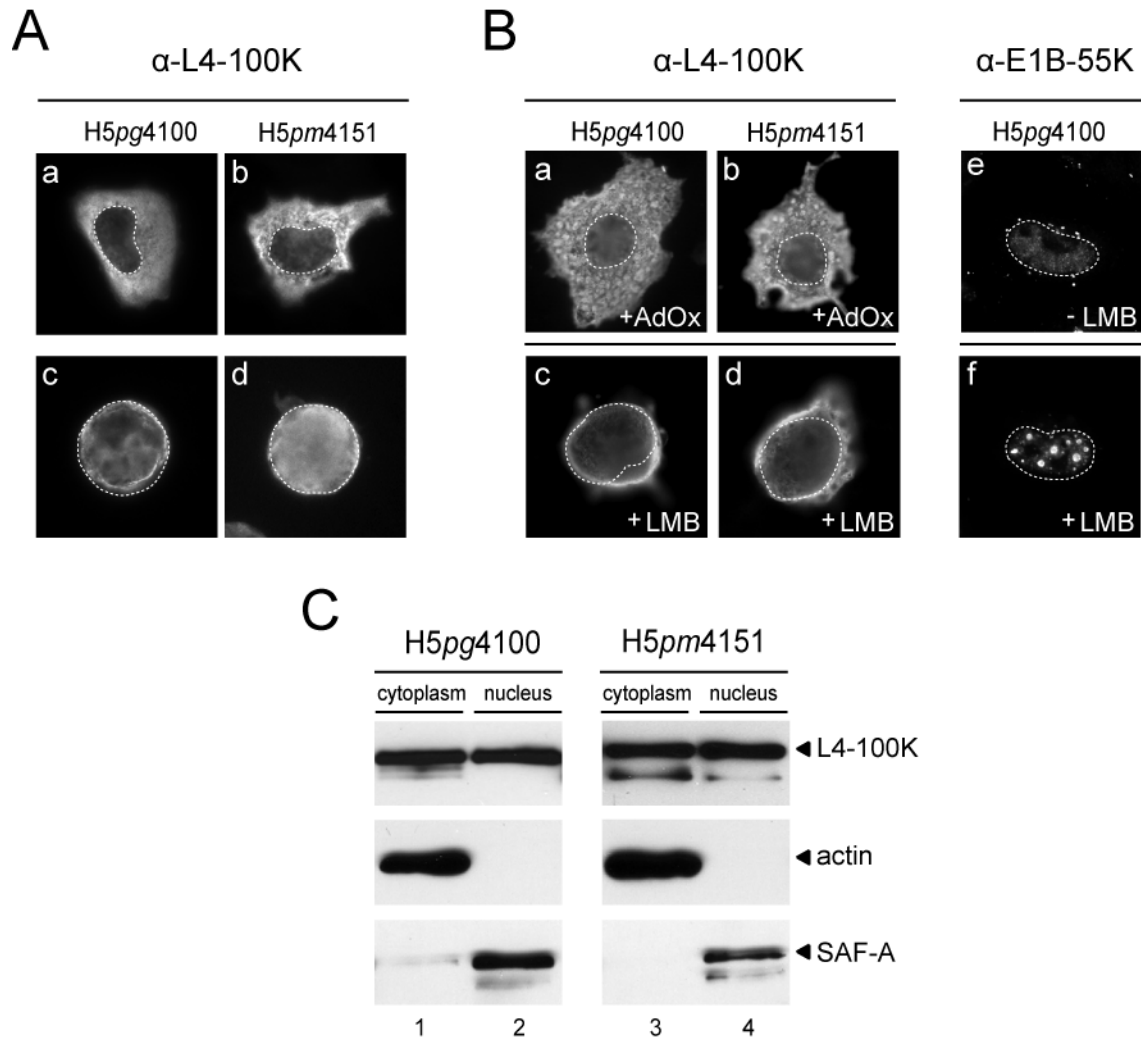 A
α-L4-100K
H5pg4100 H5pm4151
a b
c d
B
α-L4-100K α-E1B-55K
H5pg4100 H5pm4151 H5pg4100
a b e
+AdOx +AdOx - LMB
c d f
+ LMB + LMB + LMB
C
H5pg4100 H5pm4151
cytoplasm nucleus cytoplasm nucleus
L4-100K
actin
SAF-A
1 2 3 4